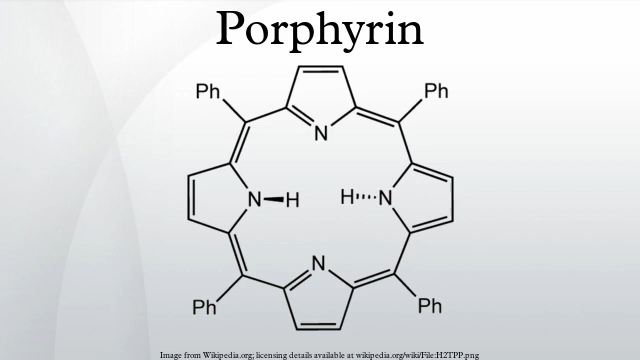 Porphyrin
Ph
Ph
N
N
H
H
N
N
Ph
Ph
Image from Wikipedia.org; licensing details available at wikipedia.org/wiki/File:H2TPP.png